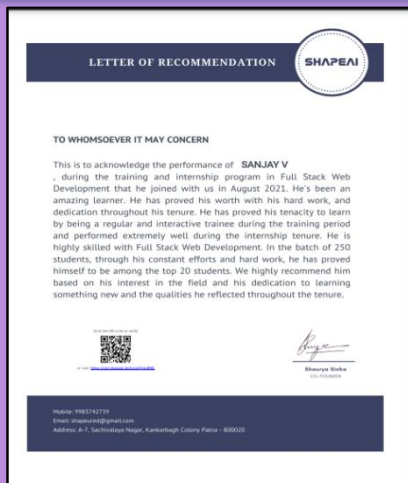 LETTER OF RECOMMENDATION
SHAPEAI
TO WHOMSOEVER IT MAY CONCERN
This is to acknowledge the performance of SANJAY V
, during the training and internship program in Full Stack Web
Development that he joined with us in August 2021. He's been an
amazing learner. He has proved his worth with his hard work, and
dedication throughout his tenure. He has proved his tenacity to learn
by being a regular and interactive trainee during the training period
and performed extremely well during the internship tenure. He is
highly skilled with Full Stack Web Development. In the batch of 250
students, through his constant efforts and hard work, he has proved
himself to be among the top 20 students. We highly recommend him
based on his interest in the field and his dedication to learning
something new and the qualities he reflected throughout the tenure.
Scan the QR code to verify
Shaurya Sinha
CO-FOUNDER
Mobile: 9983742739
Email: shapeured@gmail.com
Address: A-7, Sachivalaya Nagar, Kankarbagh Colony Patna - 800020